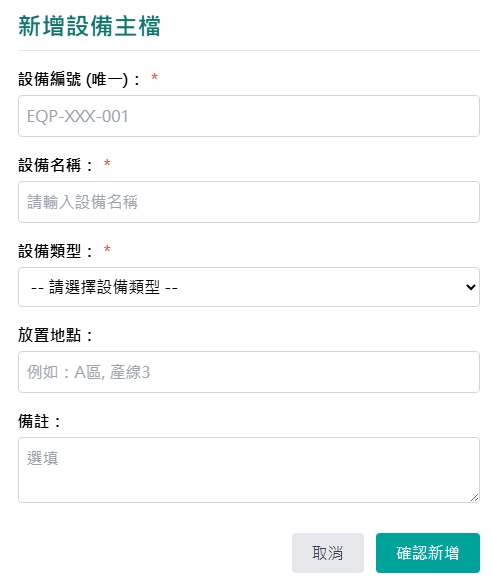 新增設備主檔
設備編號 (唯一)： *
EQP-XXX-001
設備名稱： *
請輸入設備名稱
設備類型： *
-- 請選擇設備類型 --
放置地點：
例如：A區, 產線3
備註：
選填
取消 確認新增